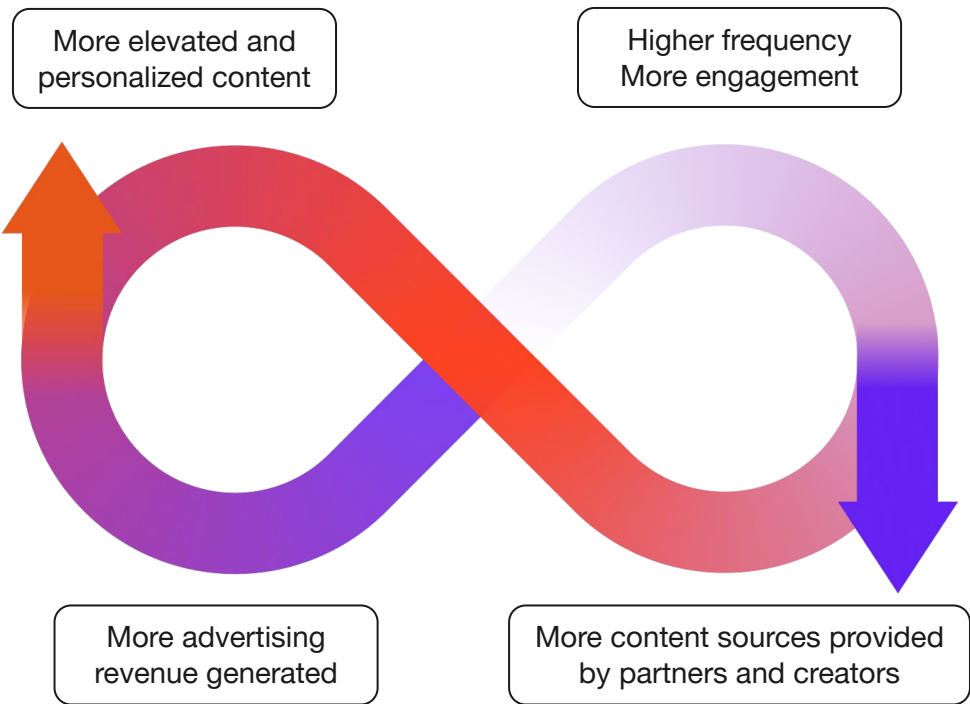 More elevated and
personalized content
Higher frequency
More engagement
More advertising
revenue generated
More content sources provided
by partners and creators